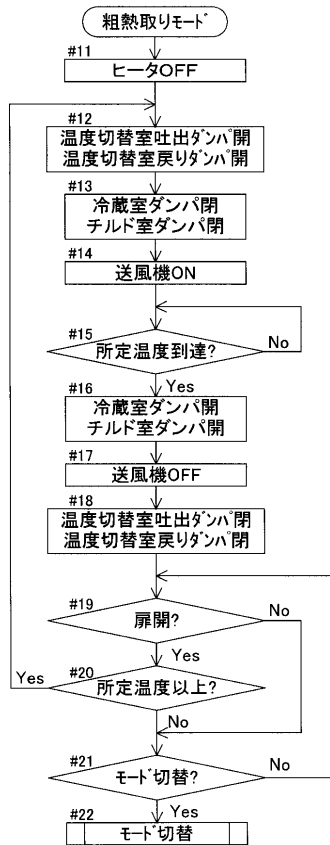 粗熱取りモード
#11
ヒータOFF
#12
温度切替室吐出ダンパ開
温度切替室戻りダンパ開
#13
冷蔵室ダンパ閉
チルド室ダンパ閉
#14
送風機ON
#15
所定温度到達?
No
Yes
#16
冷蔵室ダンパ開
チルド室ダンパ開
#17
送風機OFF
#18
温度切替室吐出ダンパ閉
温度切替室戻りダンパ閉
#19
扉開?
No
Yes
#20
Yes
所定温度以上?
No
#21
モード切替?
No
Yes
#22
モード切替